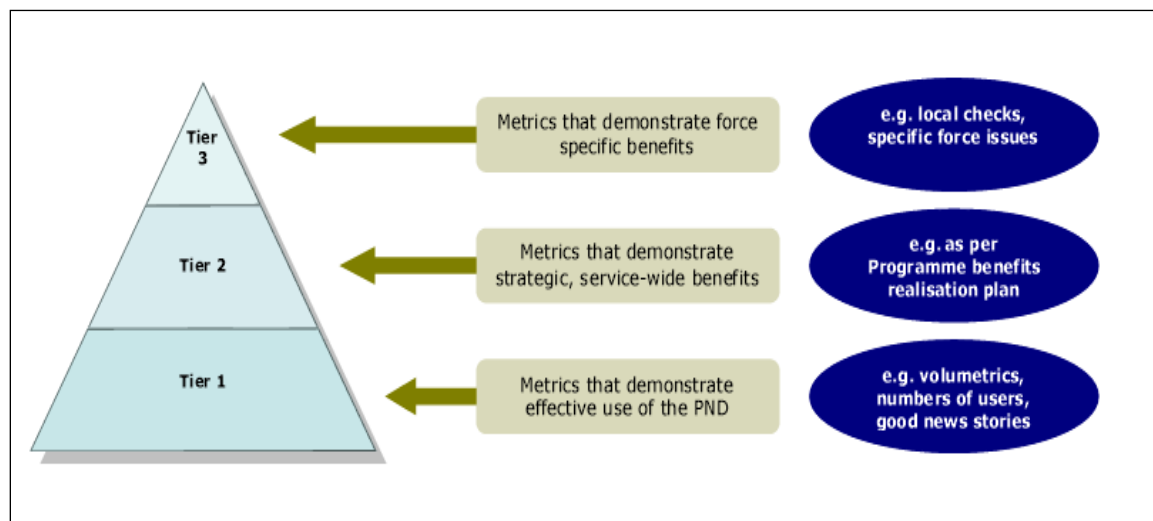 Tier
3
Metrics that demonstrate force
specific benefits
e.g. local checks,
specific force issues
Tier 2
Metrics that demonstrate
strategic, service-wide benefits
e.g. as per
Programme benefits
realisation plan
Tier 1
Metrics that demonstrate
effective use of the PND
e.g. volumetrics,
numbers of users,
good news stories